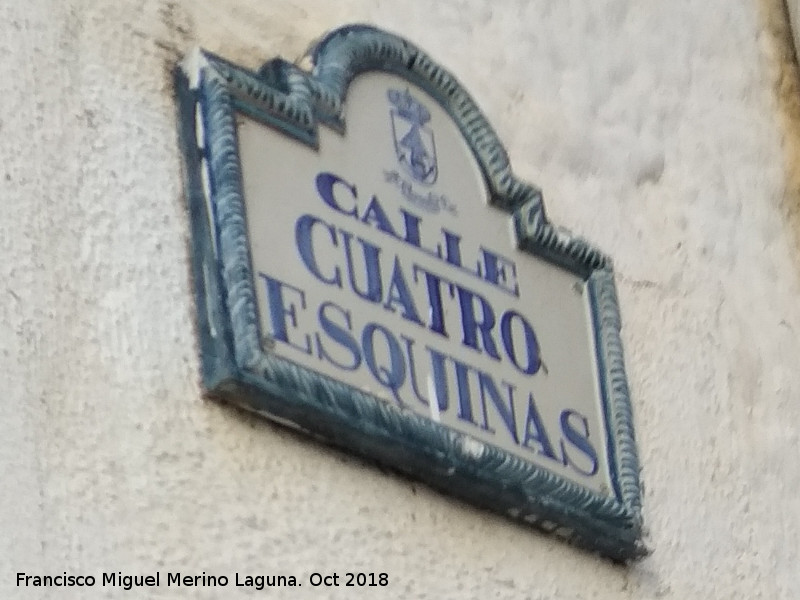 CALLE
CUATRO
ESQUINAS
Francisco Miguel Merino Laguna. Oct 2018